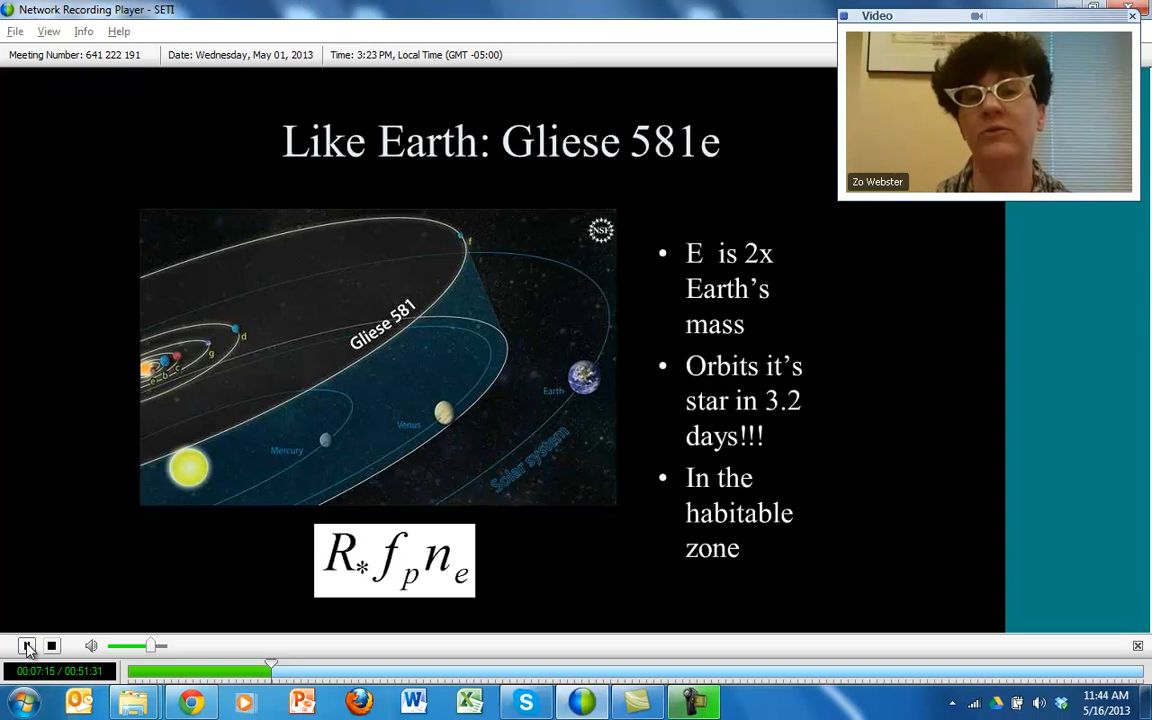 Network Recording Player - SETI
Video
File View Info Help
Meeting Number: 641 222 191
Date: Wednesday, May 01, 2013
Time: 3:23 PM, Local Time (GMT -05:00)
Zo Webster
Like Earth: Gliese 581e
NSF
f
Gliese 581
d
g
e
b
c
Earth
Venus
Mercury
Solar system
• E is 2x
Earth’s
mass
• Orbits it’s
star in 3.2
days!!!
• In the
habitable
zone
R* fp ne
00:07:15 / 00:51:31
11:44 AM
5/16/2013